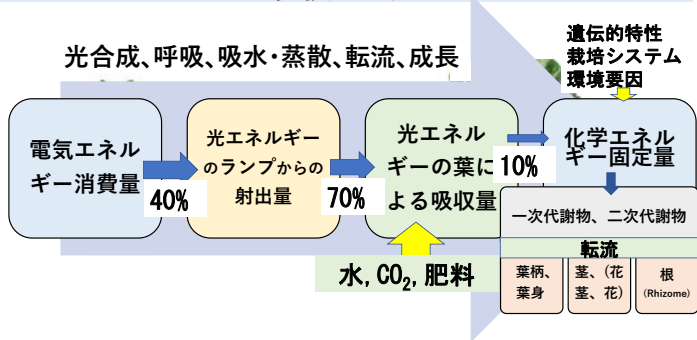 光合成、呼吸、吸水・蒸散、転流、成長
遺伝的特性
栽培システム
環境要因
電気エネル
ギー消費量
40%
光エネルギー
のランプからの
射出量
70%
光エネル
ギーの葉に
よる吸収量
10%
化学エネル
ギー固定量
水, CO₂, 肥料
一次代謝物、二次代謝物
転流
葉柄、
葉身
茎、(花
茎、花)
根
(Rhizome)